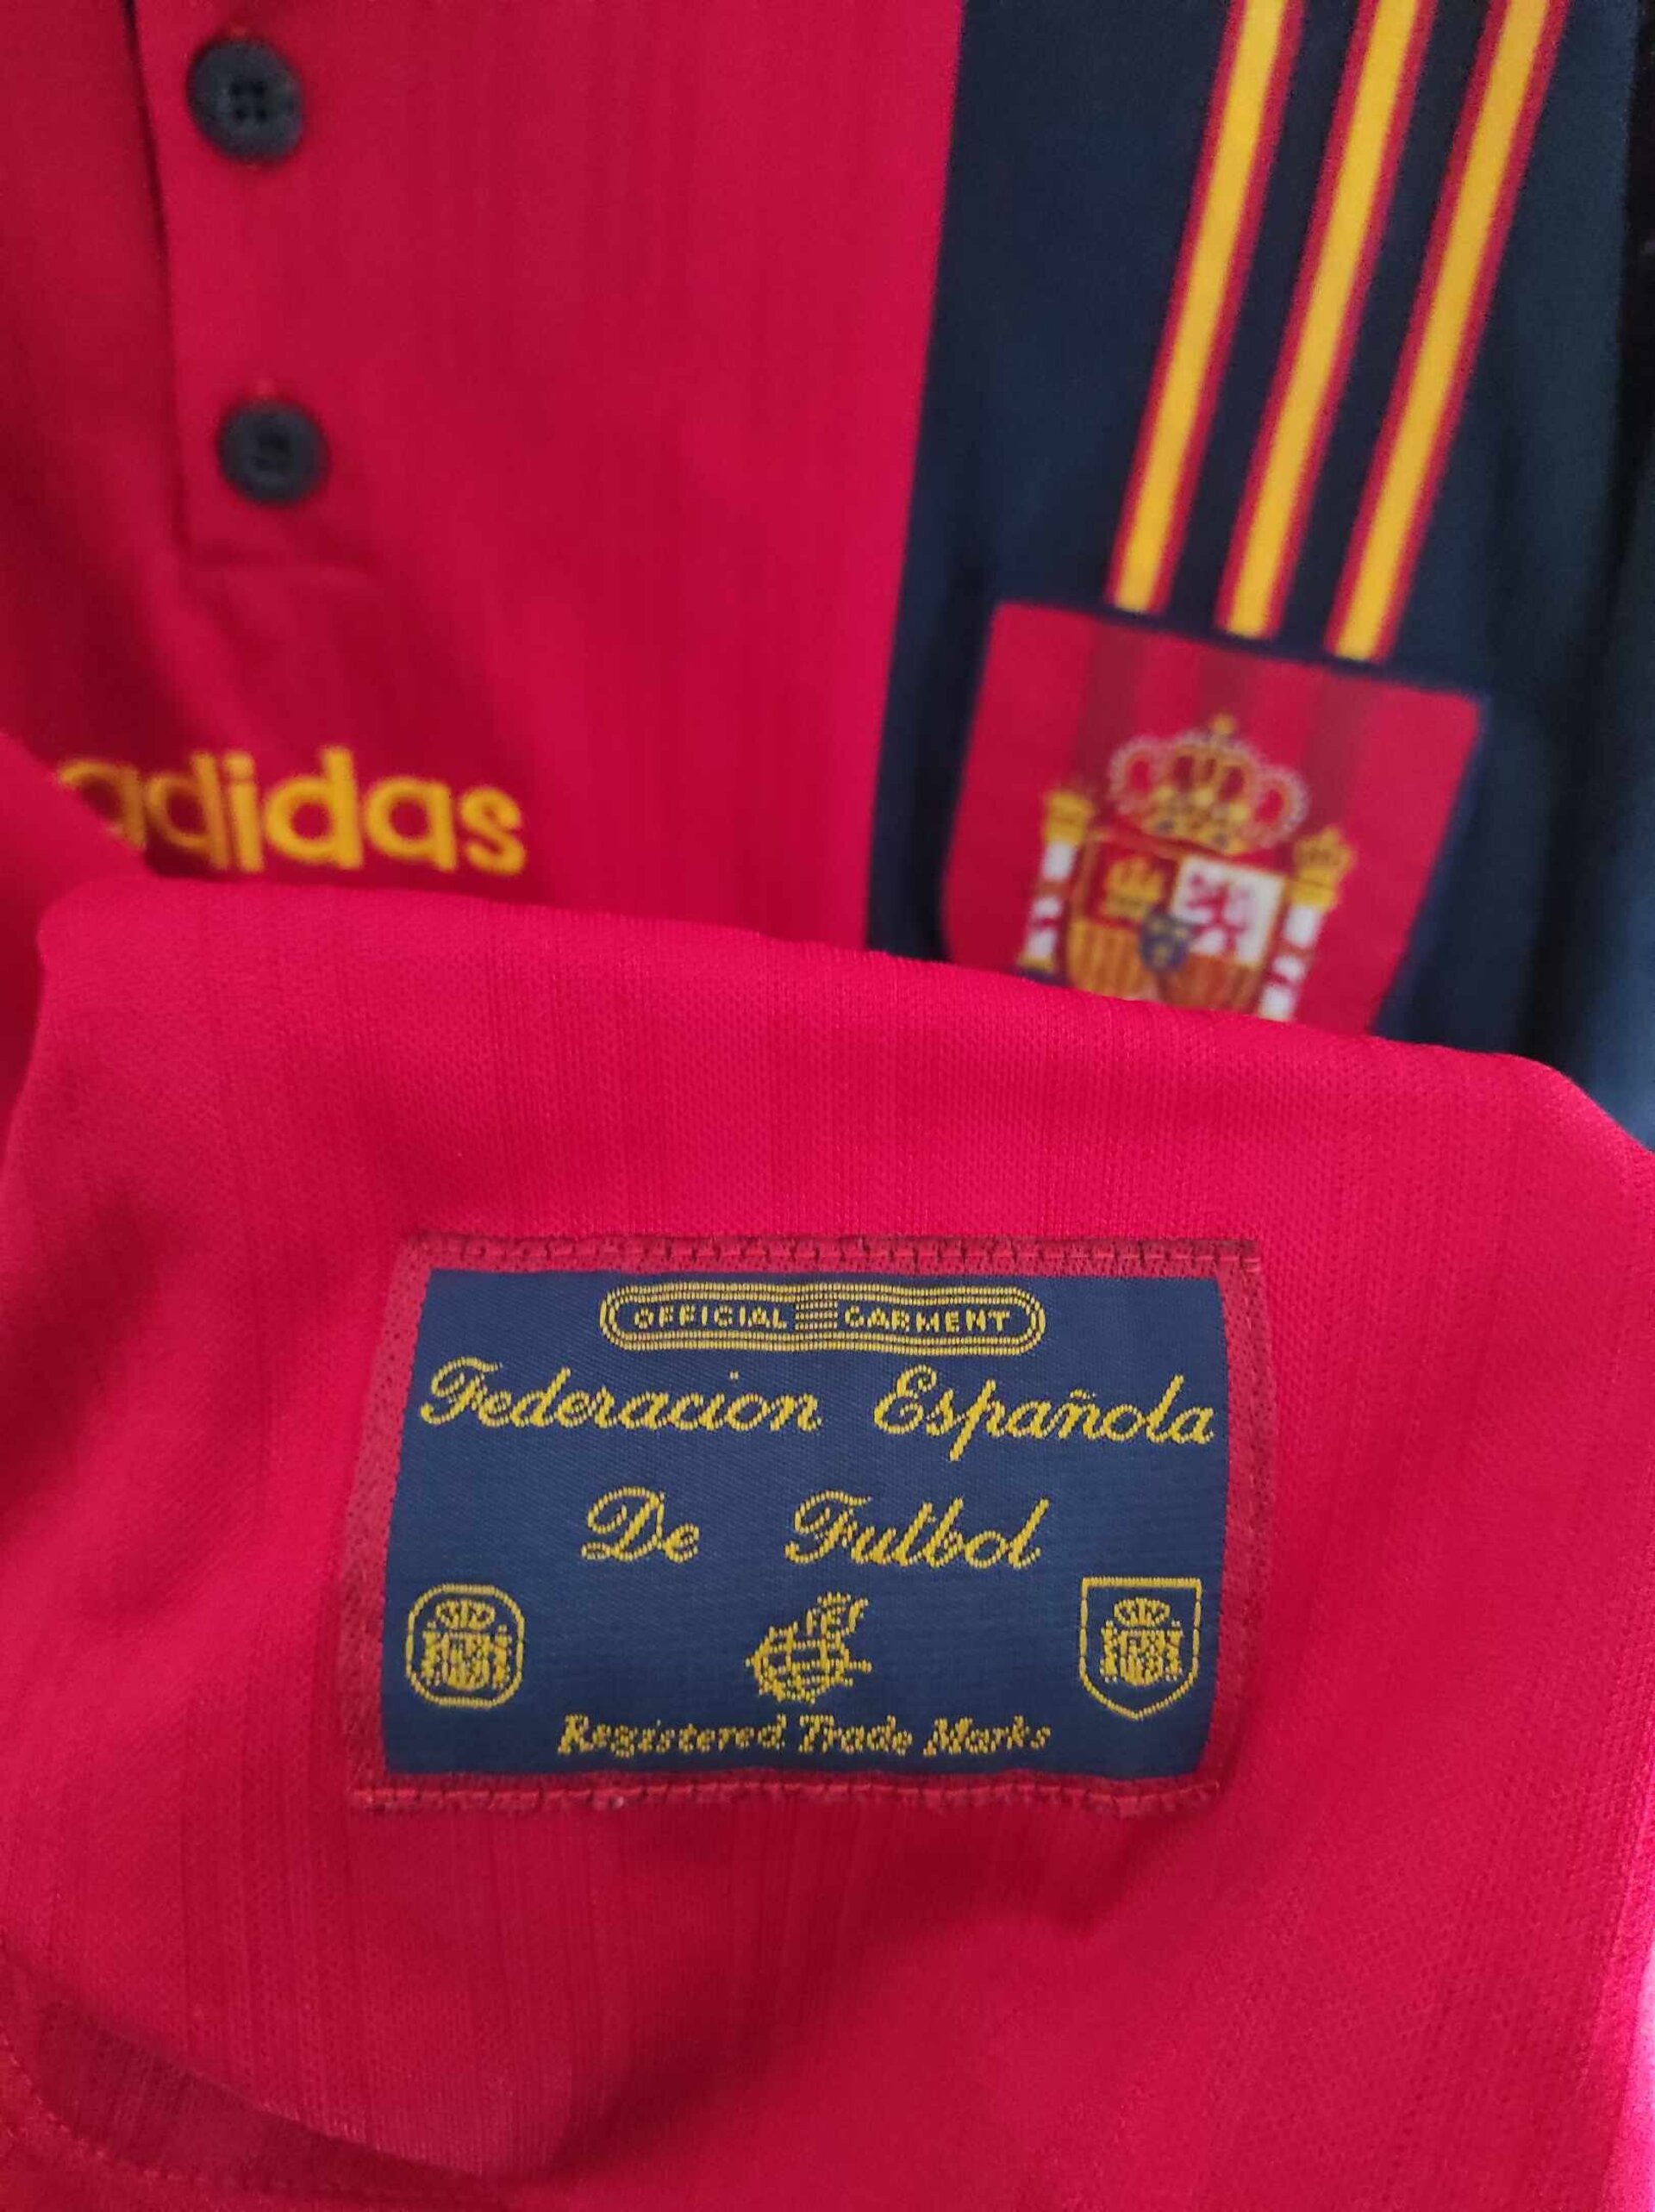 adidas
OFFICIAL GARMENT
Federacion Española
De Futbol
Registered Trade Marks